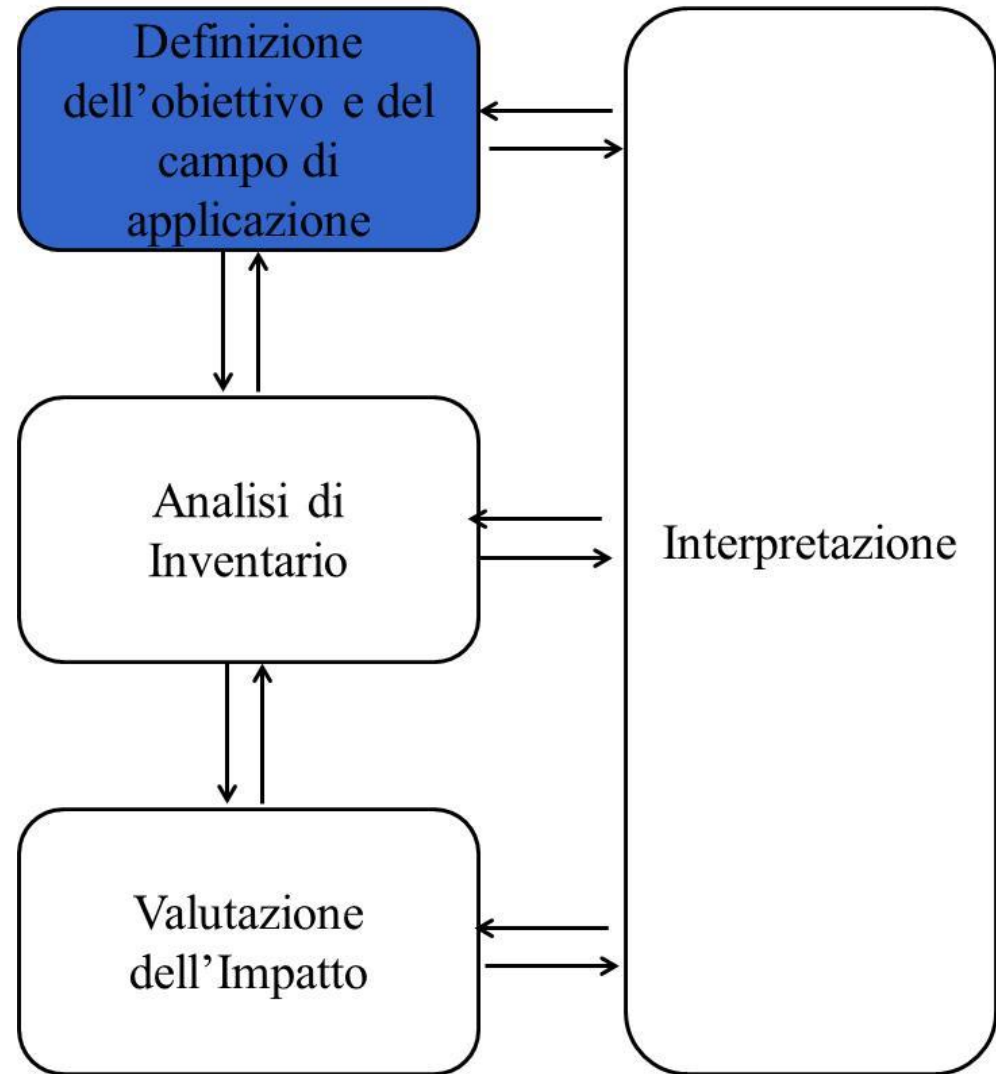 Definizione
dell’obiettivo e del
campo di
applicazione
Analisi di
Inventario
Interpretazione
Valutazione
dell’Impatto